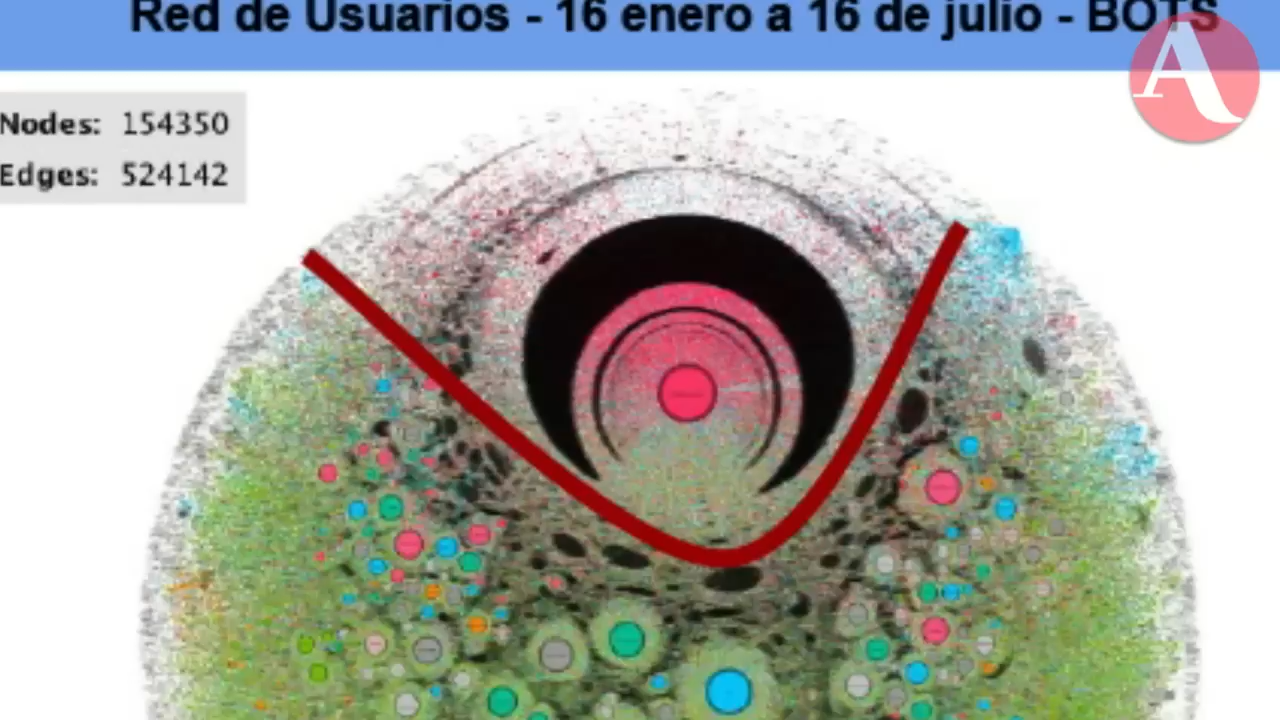 Red de Usuarios - 16 enero a 16 de julio - BOTS
A
Nodes: 154350
Edges: 524142